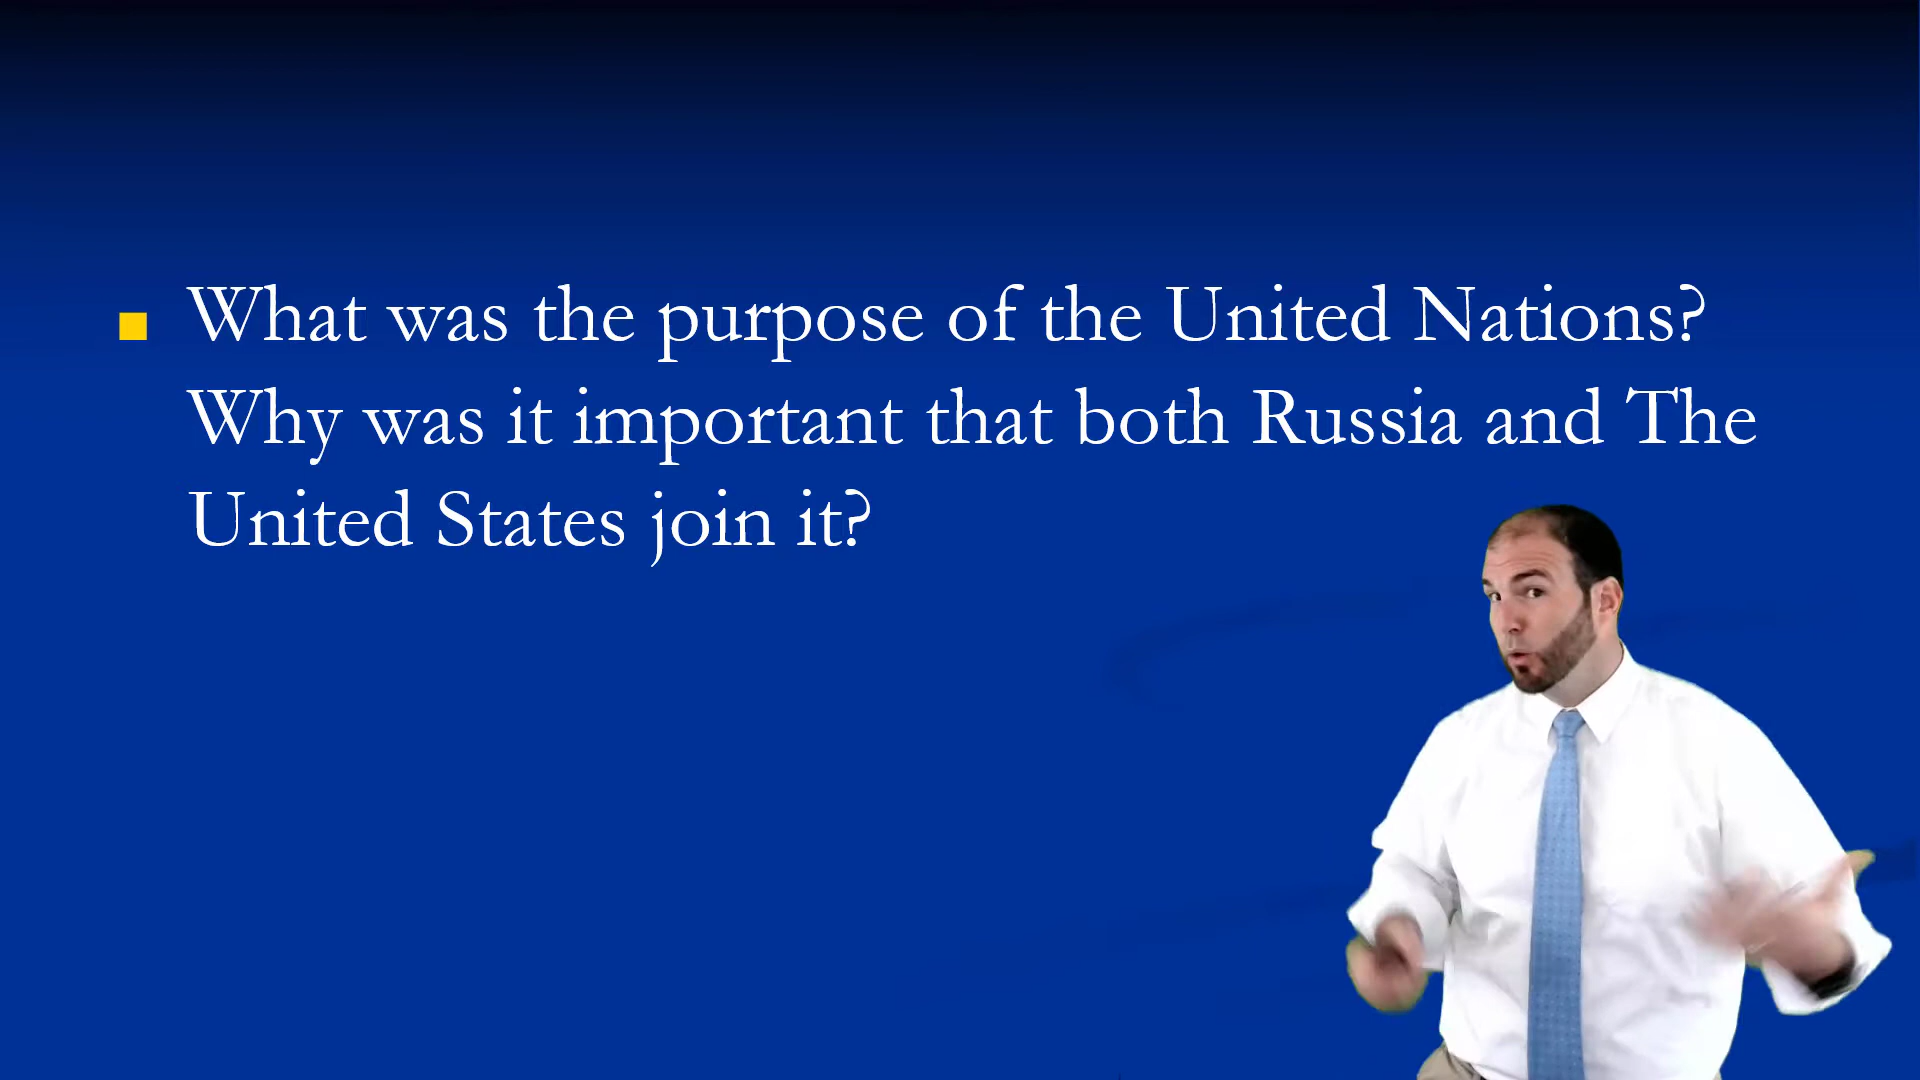 What was the purpose of the United Nations?
Why was it important that both Russia and The
United States join it?